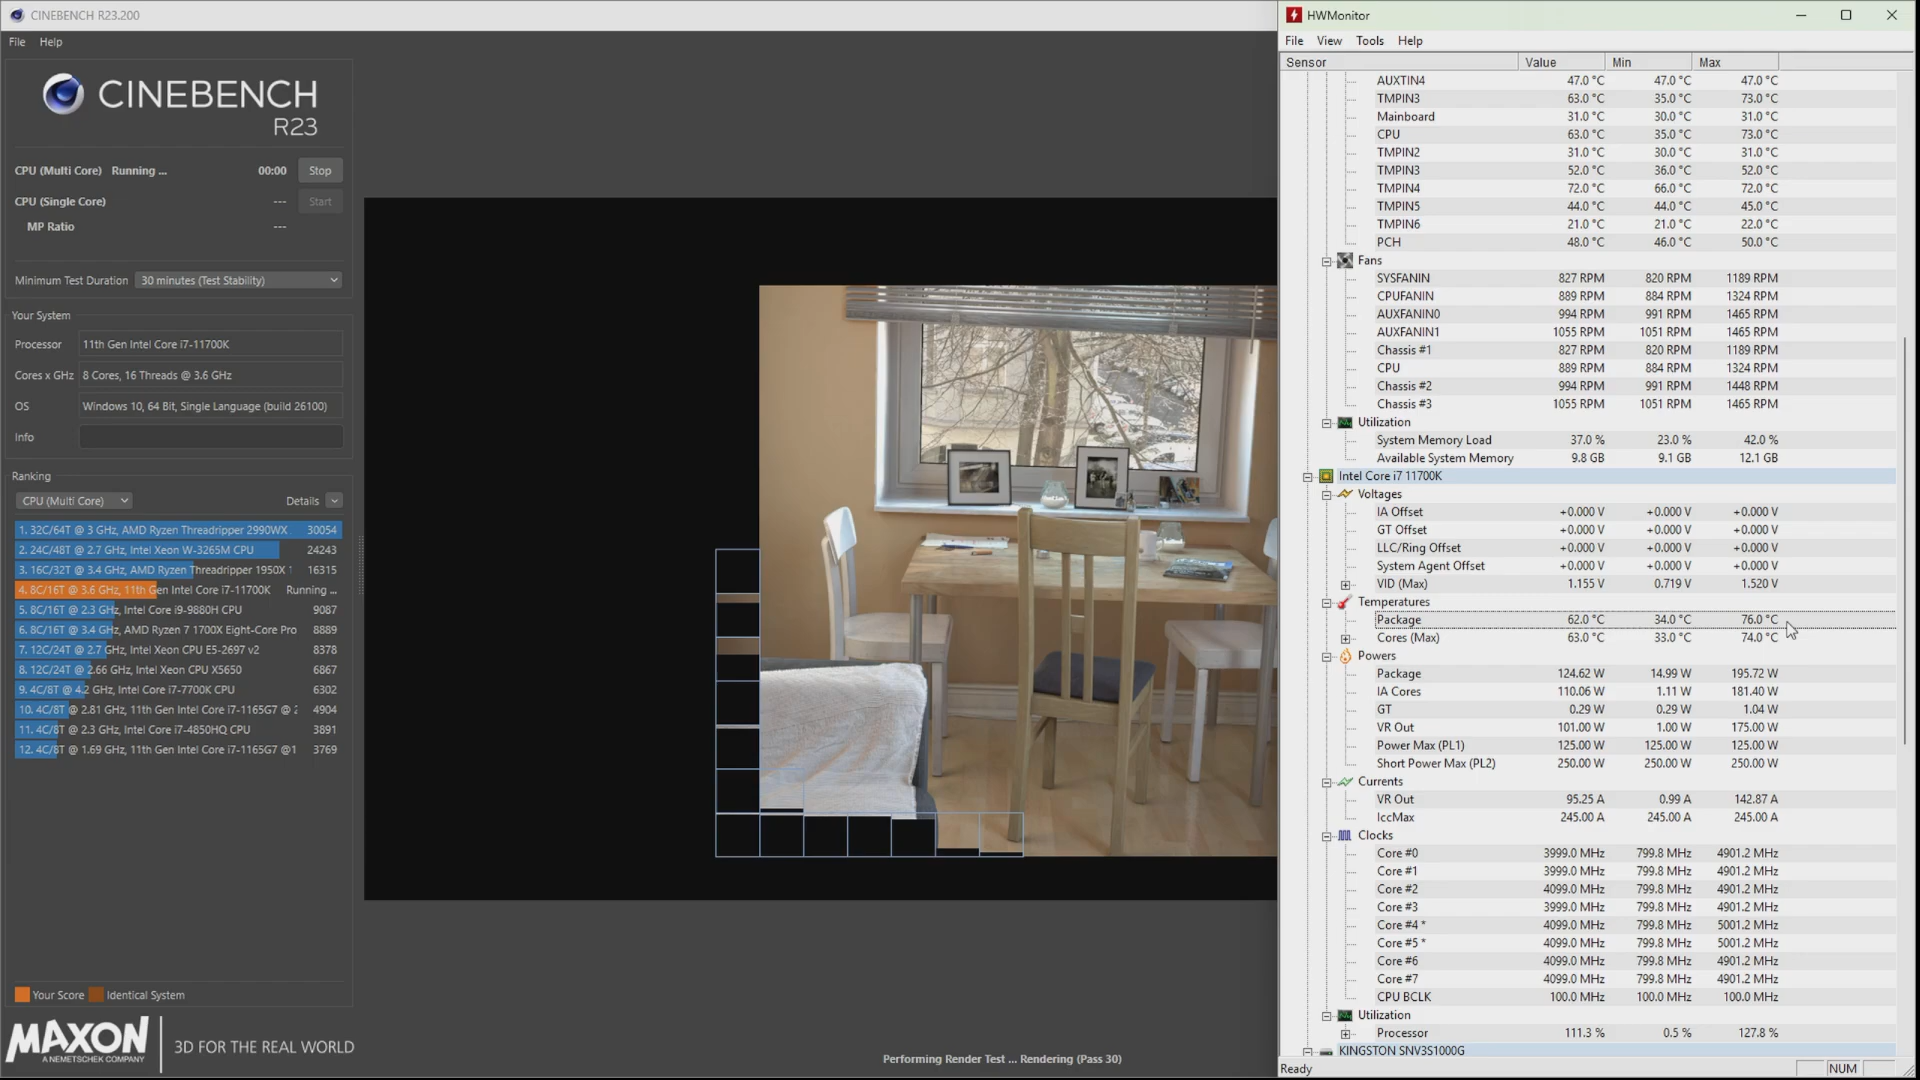 CINEBENCH R23.200
File Help
CINEBENCH
R23
CPU (Multi Core) Running ... 00:00 Stop
CPU (Single Core) --- Start
MP Ratio ---
Minimum Test Duration 30 minutes (Test Stability)
Your System
Processor 11th Gen Intel Core i7-11700K
Cores x GHz 8 Cores, 16 Threads @ 3.6 GHz
OS Windows 10, 64 Bit, Single Language (build 26100)
Info
Ranking
CPU (Multi Core) Details
1. 32C/64T @ 3 GHz, AMD Ryzen Threadripper 2990WX 30054
2. 24C/48T @ 2.7 GHz, Intel Xeon W-3265M CPU 24243
3. 16C/32T @ 3.4 GHz, AMD Ryzen Threadripper 1950X 16315
4. 8C/16T @ 3.6 GHz, 11th Gen Intel Core i7-11700K Running ...
5. 8C/16T @ 2.3 GHz, Intel Core i9-9880H CPU 9087
6. 8C/16T @ 3.4 GHz, AMD Ryzen 7 1700X Eight-Core Pro 8889
7. 12C/24T @ 2.7 GHz, Intel Xeon CPU E5-2697 v2 8378
8. 12C/24T @ 2.66 GHz, Intel Xeon CPU X5650 6867
9. 4C/8T @ 4.2 GHz, Intel Core i7-7700K CPU 6302
10. 4C/8T @ 2.81 GHz, 11th Gen Intel Core i7-1165G7 @ 2 4904
11. 4C/8T @ 2.3 GHz, Intel Core i7-4850HQ CPU 3891
12. 4C/8T @ 1.69 GHz, 11th Gen Intel Core i7-1165G7 @1 3769
Your Score Identical System
MAXON
A NEMETSCHEK COMPANY
3D FOR THE REAL WORLD
Performing Render Test ... Rendering (Pass 30)
HWMonitor
File View Tools Help
Sensor Value Min Max
AUXTIN4 47.0 °C 47.0 °C 47.0 °C
TMPIN3 63.0 °C 35.0 °C 73.0 °C
Mainboard 31.0 °C 30.0 °C 31.0 °C
CPU 63.0 °C 35.0 °C 73.0 °C
TMPIN2 31.0 °C 30.0 °C 31.0 °C
TMPIN3 52.0 °C 36.0 °C 52.0 °C
TMPIN4 72.0 °C 66.0 °C 72.0 °C
TMPIN5 44.0 °C 44.0 °C 45.0 °C
TMPIN6 21.0 °C 21.0 °C 22.0 °C
PCH 48.0 °C 46.0 °C 50.0 °C
Fans
SYSFANIN 827 RPM 820 RPM 1189 RPM
CPUFANIN 889 RPM 884 RPM 1324 RPM
AUXFANIN0 994 RPM 991 RPM 1465 RPM
AUXFANIN1 1055 RPM 1051 RPM 1465 RPM
Chassis #1 827 RPM 820 RPM 1189 RPM
CPU 889 RPM 884 RPM 1324 RPM
Chassis #2 994 RPM 991 RPM 1448 RPM
Chassis #3 1055 RPM 1051 RPM 1465 RPM
Utilization
System Memory Load 37.0 % 23.0 % 42.0 %
Available System Memory 9.8 GB 9.1 GB 12.1 GB
Intel Core i7 11700K
Voltages
IA Offset +0.000 V +0.000 V +0.000 V
GT Offset +0.000 V +0.000 V +0.000 V
LLC/Ring Offset +0.000 V +0.000 V +0.000 V
System Agent Offset +0.000 V +0.000 V +0.000 V
VID (Max) 1.155 V 0.719 V 1.520 V
Temperatures
Package 62.0 °C 34.0 °C 76.0 °C
Cores (Max) 63.0 °C 33.0 °C 74.0 °C
Powers
Package 124.62 W 14.99 W 195.72 W
IA Cores 110.06 W 1.11 W 181.40 W
GT 0.29 W 0.29 W 1.04 W
VR Out 101.00 W 1.00 W 175.00 W
Power Max (PL1) 125.00 W 125.00 W 125.00 W
Short Power Max (PL2) 250.00 W 250.00 W 250.00 W
Currents
VR Out 95.25 A 0.99 A 142.87 A
IccMax 245.00 A 245.00 A 245.00 A
Clocks
Core #0 3999.0 MHz 799.8 MHz 4901.2 MHz
Core #1 3999.0 MHz 799.8 MHz 4901.2 MHz
Core #2 4099.0 MHz 799.8 MHz 4901.2 MHz
Core #3 3999.0 MHz 799.8 MHz 4901.2 MHz
Core #4 * 4099.0 MHz 799.8 MHz 5001.2 MHz
Core #5 * 4099.0 MHz 799.8 MHz 5001.2 MHz
Core #6 4099.0 MHz 799.8 MHz 4901.2 MHz
Core #7 4099.0 MHz 799.8 MHz 4901.2 MHz
CPU BCLK 100.0 MHz 100.0 MHz 100.0 MHz
Utilization
Processor 111.3 % 0.5 % 127.8 %
KINGSTON SNV3S1000G
Ready NUM